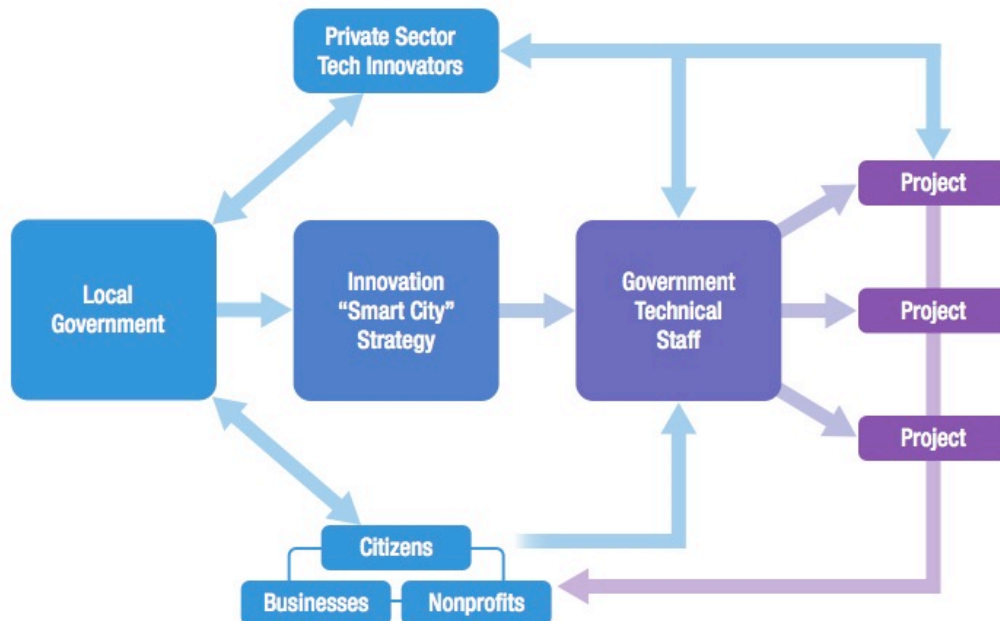 Private Sector
Tech Innovators
Project
Local
Government
Innovation
“Smart City”
Strategy
Government
Technical
Staff
Project
Project
Citizens
Businesses
Nonprofits